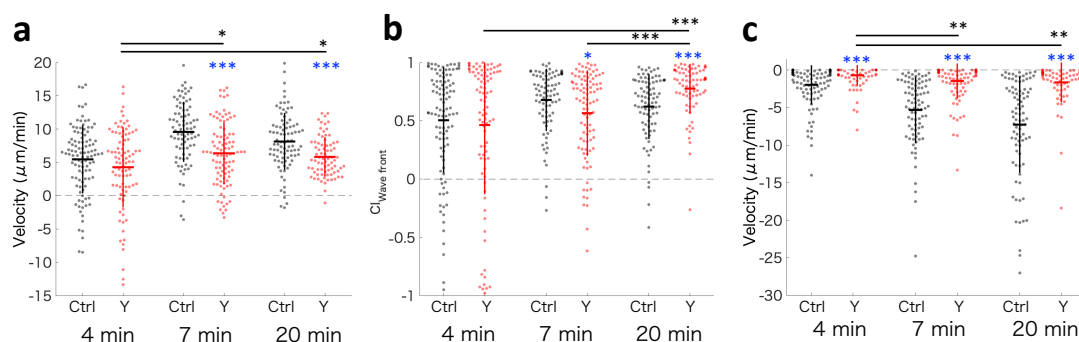 a
*
*
***
***
Velocity (μm/min)
20
15
10
5
0
-5
-10
-15
Ctrl Y Ctrl Y Ctrl Y
4 min 7 min 20 min
b
***
***
*
***
CI Wave front
1
0.5
0
-0.5
-1
Ctrl Y Ctrl Y Ctrl Y
4 min 7 min 20 min
c
**
**
***
***
***
Velocity (μm/min)
0
-5
-10
-15
-20
-25
-30
Ctrl Y Ctrl Y Ctrl Y
4 min 7 min 20 min